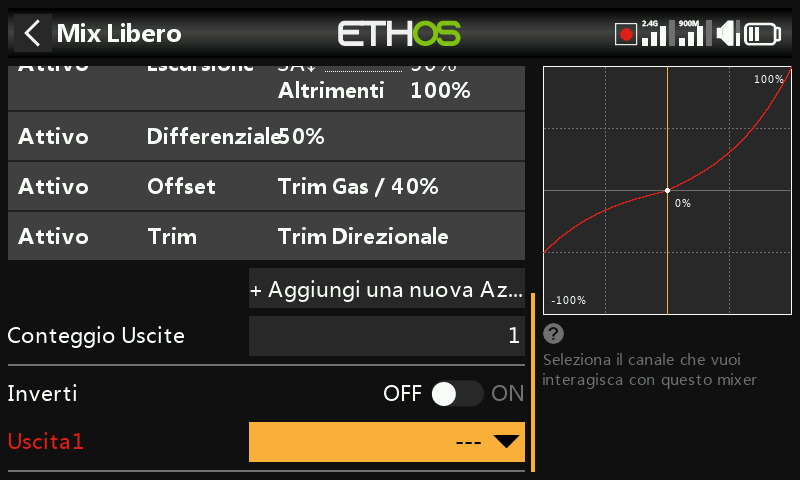 Mix Libero
ETHOS
2.4G
900M
Attivo Escursione SA↓ 50%
Altrimenti 100%
Attivo Differenziale 50%
Attivo Offset Trim Gas / 40%
Attivo Trim Trim Direzionale
+ Aggiungi una nuova Az...
Conteggio Uscite 1
Inverti OFF ON
Uscita1 ---
100%
0%
-100%
?
Seleziona il canale che vuoi
interagisca con questo mixer